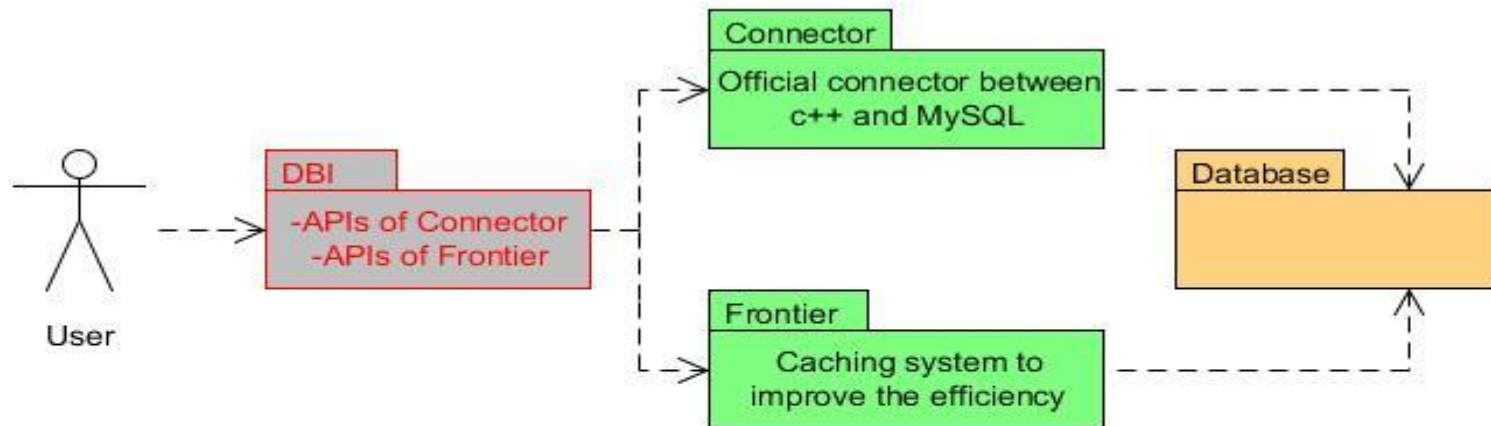 User
DBI
-APIs of Connector
-APIs of Frontier
Connector
Official connector between
c++ and MySQL
Frontier
Caching system to
improve the efficiency
Database